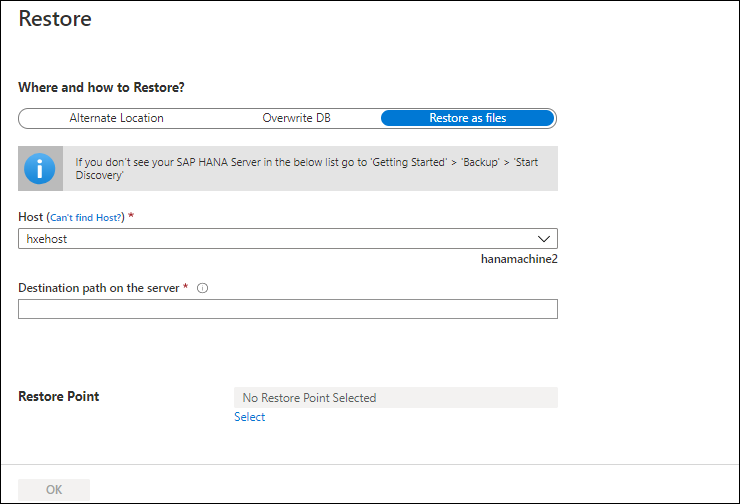 Restore
Where and how to Restore?
Alternate Location Overwrite DB Restore as files
If you don't see your SAP HANA Server in the below list go to 'Getting Started' > 'Backup' > 'Start
Discovery'
Host (Can't find Host?) *
hxehost
hanamachine2
Destination path on the server *
Restore Point No Restore Point Selected
Select
OK